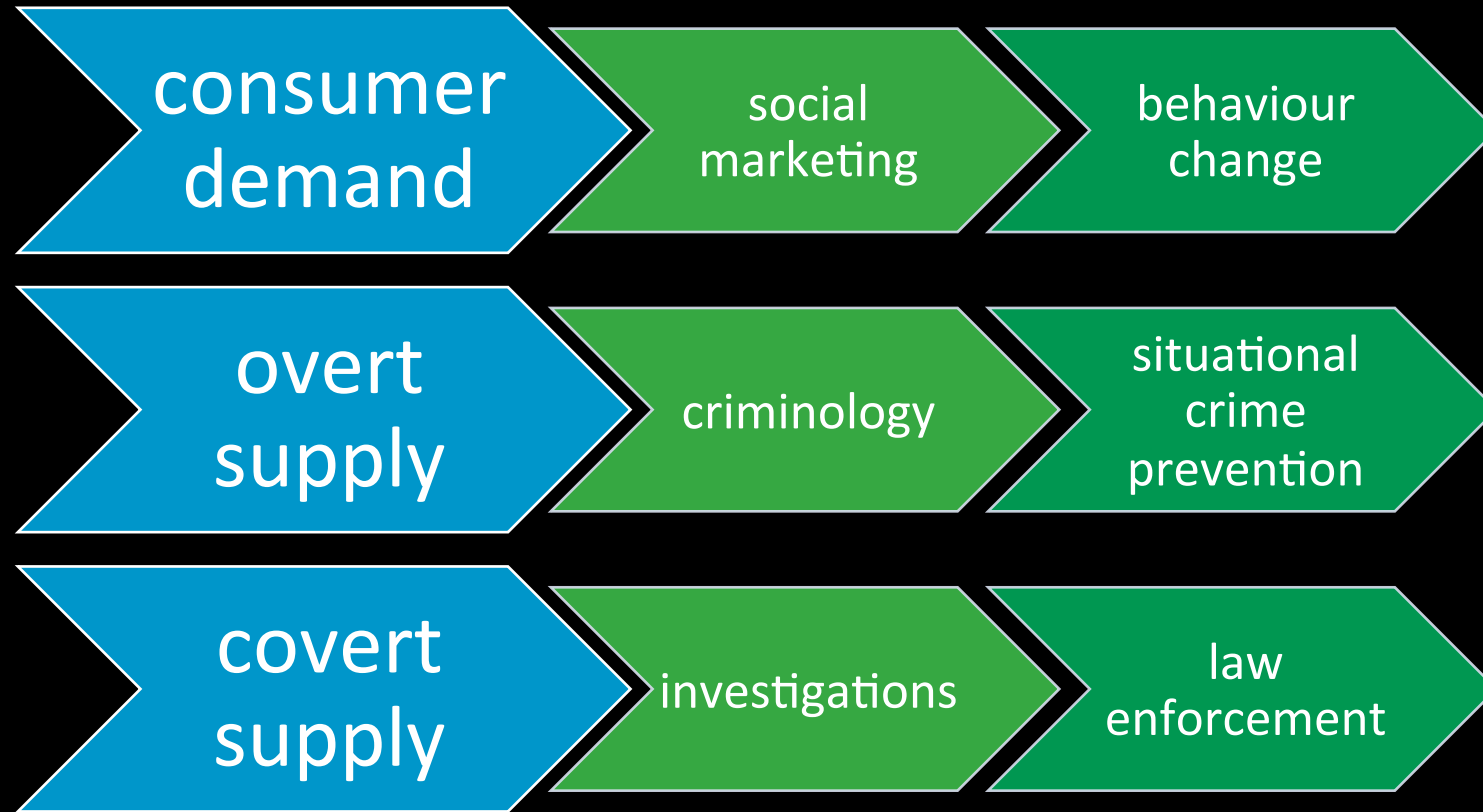 consumer
demand
social
marketing
behaviour
change
overt
supply
criminology
situational
crime
prevention
covert
supply
investigations
law
enforcement